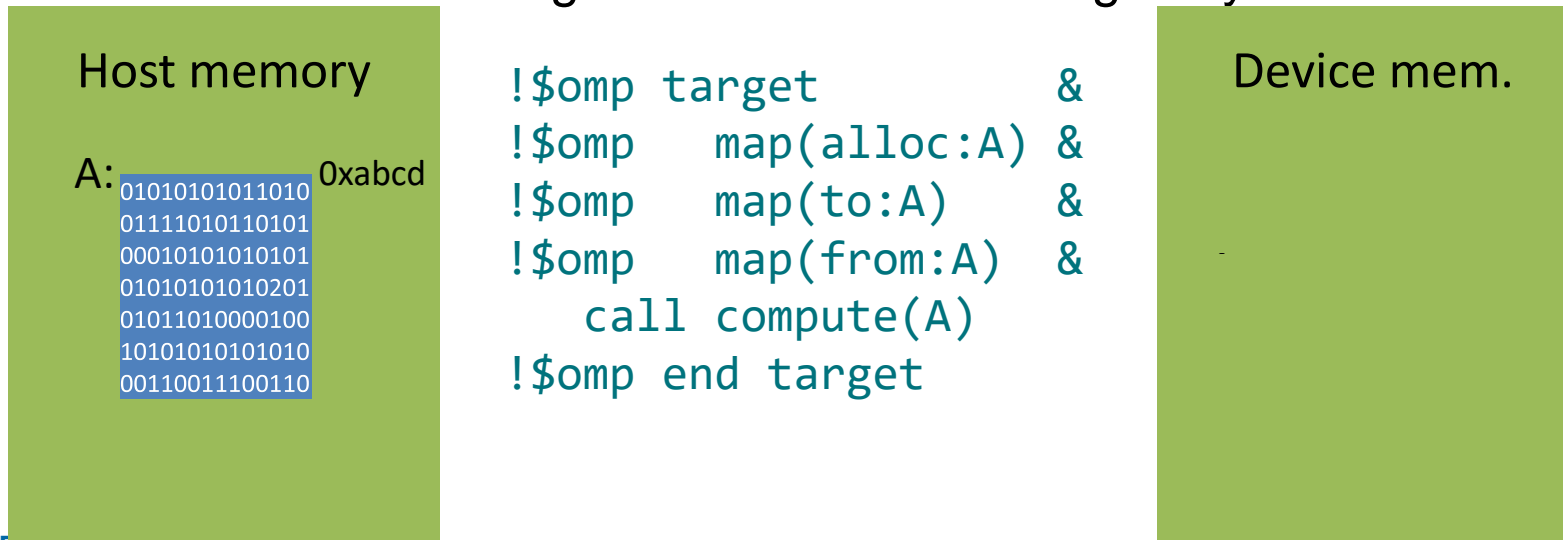 Host memory
A:
0xabcd
01010101011010
01111010110101
00010101010101
01010101010201
01011010000100
10101010101010
00110011100110
!$omp target &
!$omp map(alloc:A) &
!$omp map(to:A) &
!$omp map(from:A) &
call compute(A)
!$omp end target
Device mem.
-